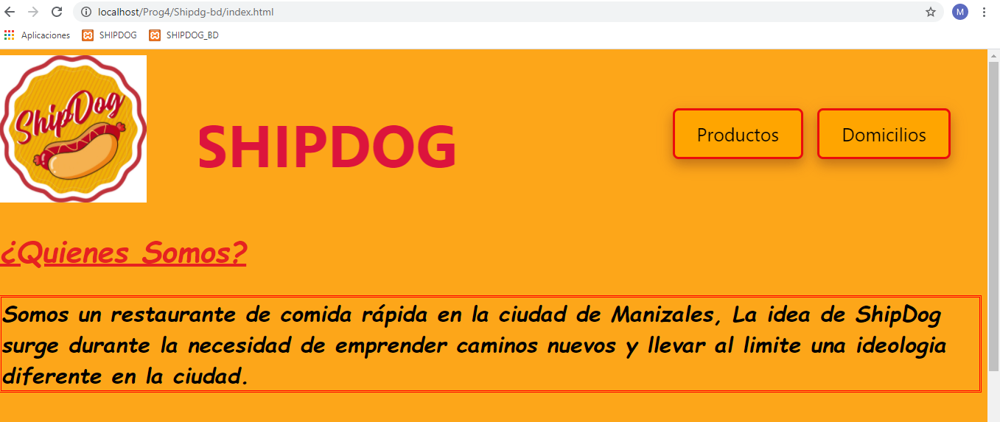 localhost/Prog4/Shipdg-bd/index.html
M
Aplicaciones SHIPDOG SHIPDOG_BD
ShipDog
SHIPDOG
Productos Domicilios
¿Quienes Somos?
Somos un restaurante de comida rápida en la ciudad de Manizales, La idea de ShipDog
surge durante la necesidad de emprender caminos nuevos y llevar al limite una ideologia
diferente en la ciudad.